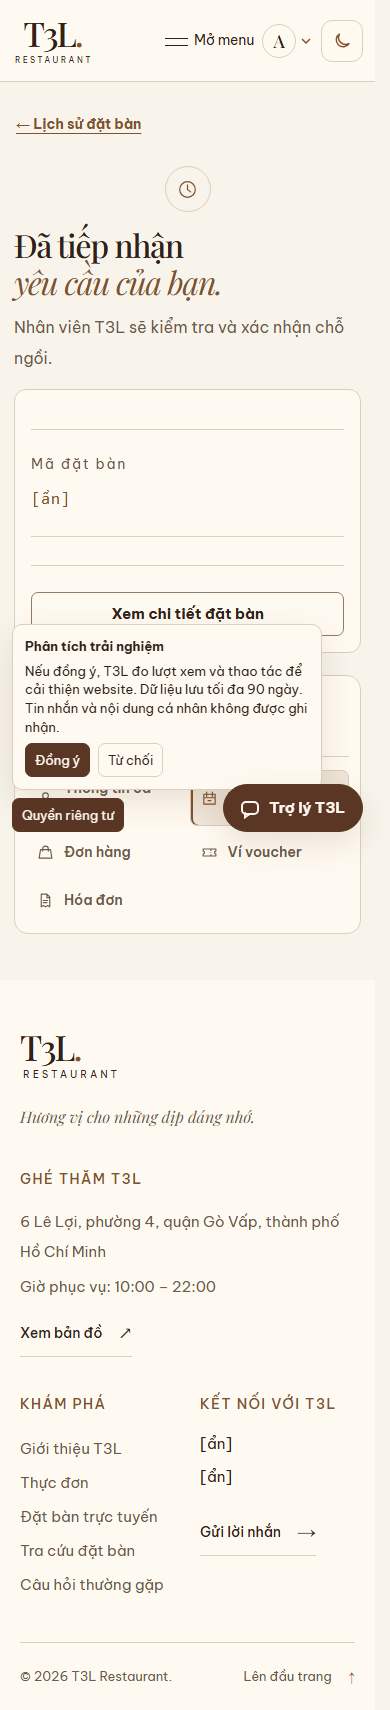 T3L.
RESTAURANT
Mở menu
A
← Lịch sử đặt bàn
Đã tiếp nhận
yêu cầu của bạn.
Nhân viên T3L sẽ kiểm tra và xác nhận chỗ
ngồi.
Mã đặt bàn
[ẩn]
Xem chi tiết đặt bàn
Phân tích trải nghiệm
Nếu đồng ý, T3L đo lượt xem và thao tác để
cải thiện website. Dữ liệu lưu tối đa 90 ngày.
Tin nhắn và nội dung cá nhân không được ghi
nhận.
Đồng ý
Từ chối
Quyền riêng tư
Trợ lý T3L
Đơn hàng
Ví voucher
Hóa đơn
T3L.
RESTAURANT
Hương vị cho những dịp đáng nhớ.
GHÉ THĂM T3L
6 Lê Lợi, phường 4, quận Gò Vấp, thành phố
Hồ Chí Minh
Giờ phục vụ: 10:00 – 22:00
Xem bản đồ ↗
KHÁM PHÁ
Giới thiệu T3L
Thực đơn
Đặt bàn trực tuyến
Tra cứu đặt bàn
Câu hỏi thường gặp
KẾT NỐI VỚI T3L
[ẩn]
[ẩn]
Gửi lời nhắn →
© 2026 T3L Restaurant.
Lên đầu trang ↑